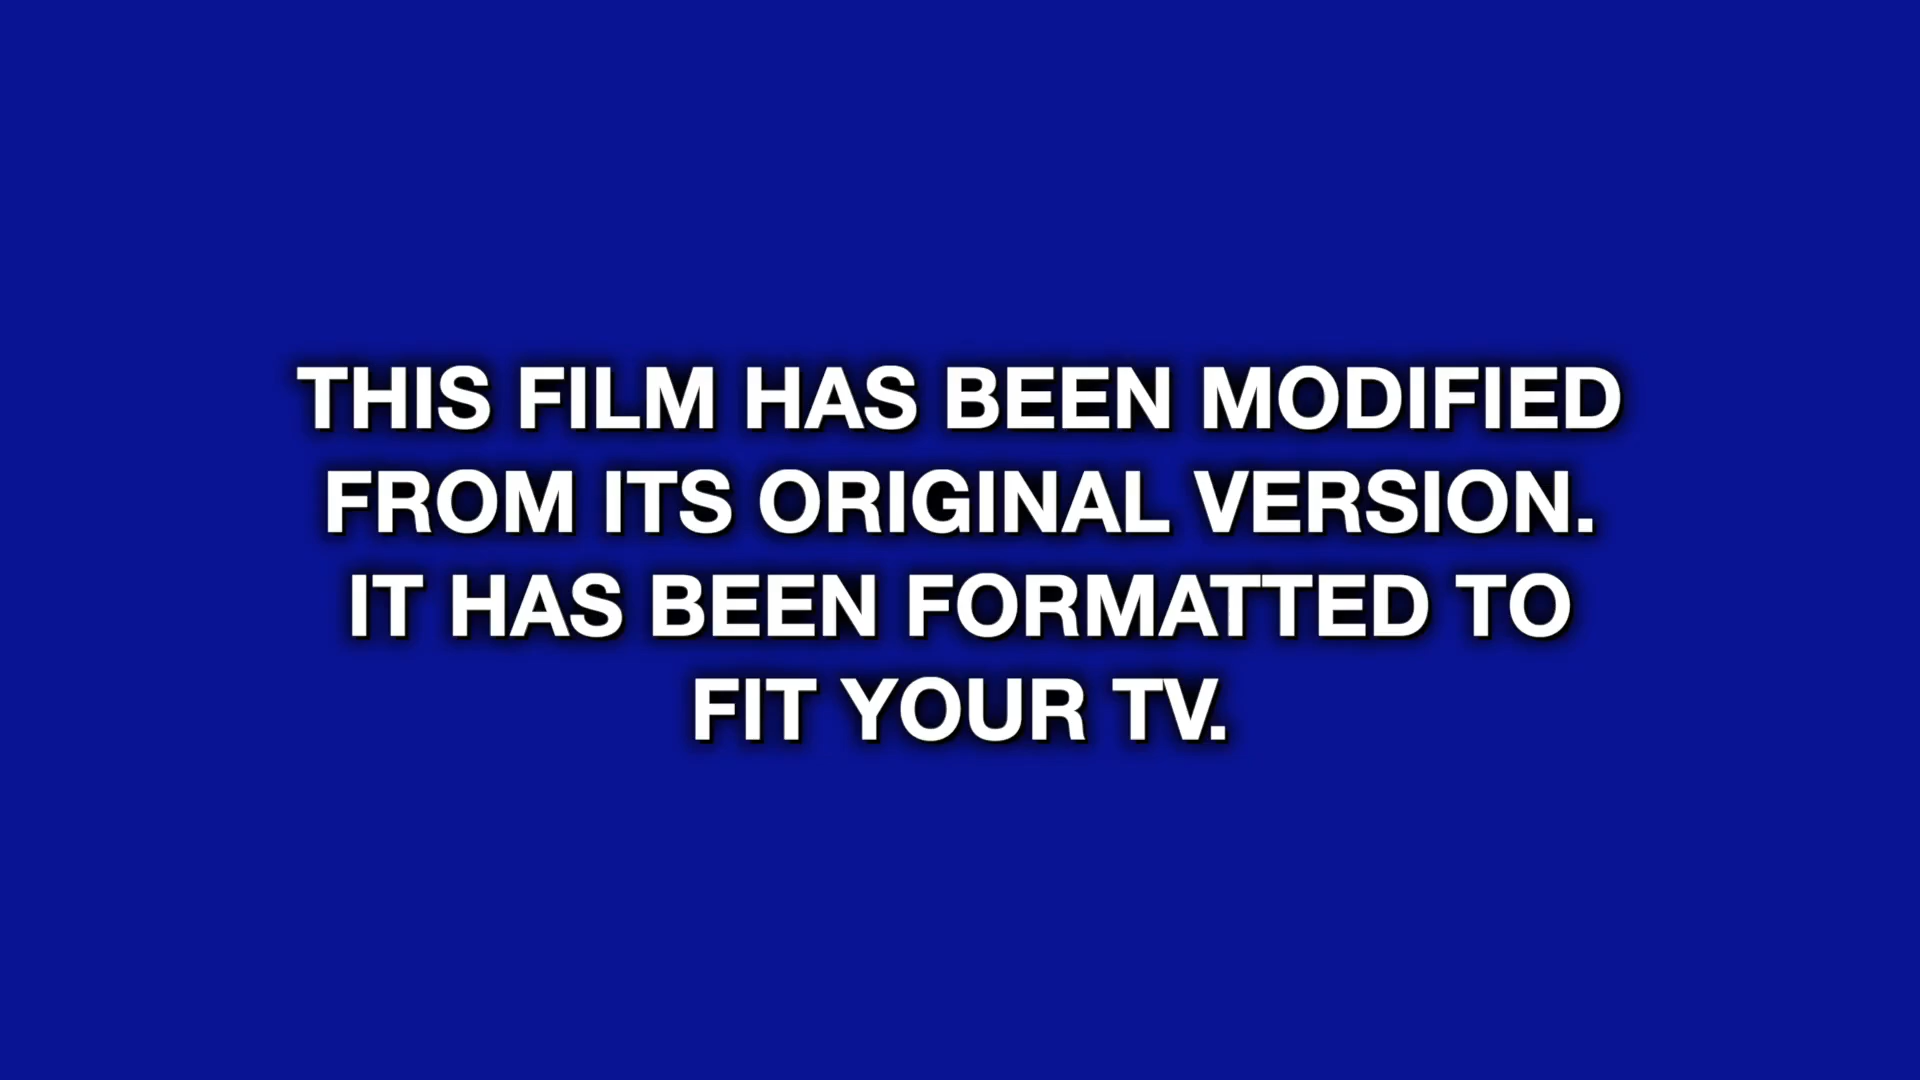 THIS FILM HAS BEEN MODIFIED
FROM ITS ORIGINAL VERSION.
IT HAS BEEN FORMATTED TO
FIT YOUR TV.